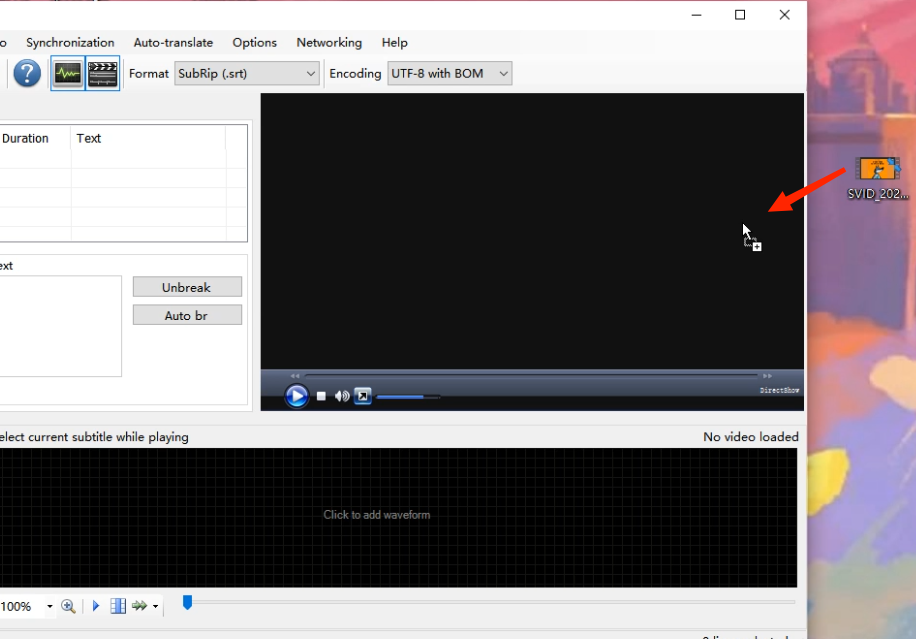 o Synchronization Auto-translate Options Networking Help
? Format SubRip (.srt) Encoding UTF-8 with BOM
Duration Text
SVID_202...
ext
Unbreak
Auto br
DirectShow
elect current subtitle while playing No video loaded
Click to add waveform
100%